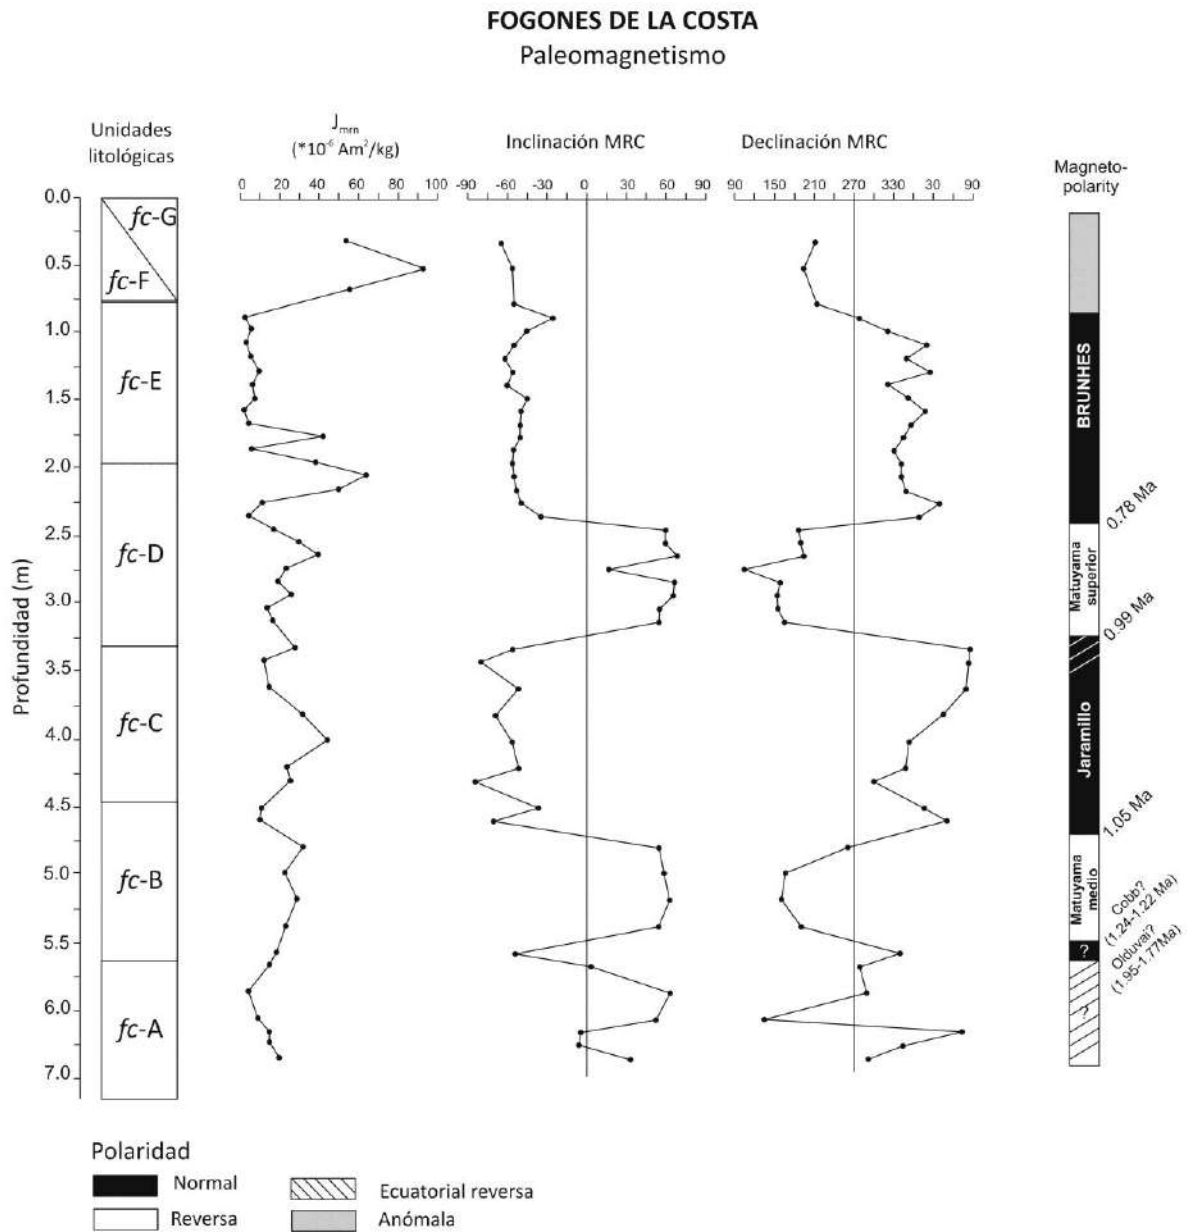 FOGONES DE LA COSTA
Paleomagnetismo
Unidades
litológicas
Jmrn
(*10⁻⁶ Am²/kg)
Inclinación MRC
Declinación MRC
Magneto-
polarity
0 20 40 60 80 100
-90 -60 -30 0 30 60 90
90 150 210 270 330 30 90
Profundidad (m)
0.0
0.5
1.0
1.5
2.0
2.5
3.0
3.5
4.0
4.5
5.0
5.5
6.0
7.0
fc-G
fc-F
fc-E
fc-D
fc-C
fc-B
fc-A
BRUNHES
0.78 Ma
Matuyama
superior
0.99 Ma
Jaramillo
1.05 Ma
Matuyama
medio
Cobb?
(1.24-1.22 Ma)
?
Olduvai?
(1.95-1.77Ma)
?
Polaridad
Normal
Ecuatorial reversa
Reversa
Anómala